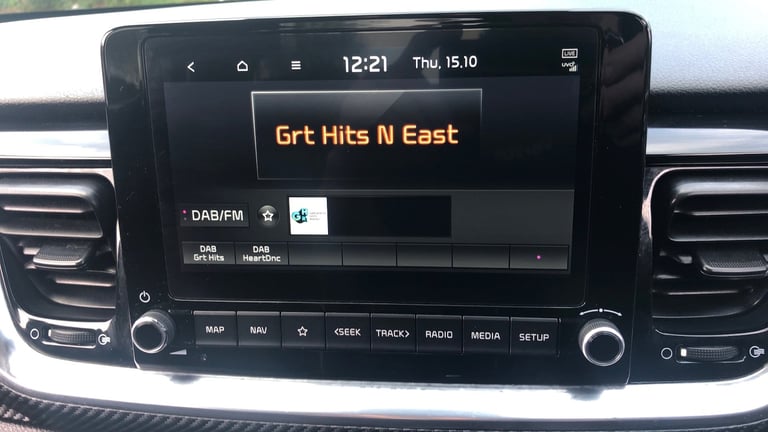 12:21 Thu, 15.10
LIVE
UVO
Grt Hits N East
DAB/FM
DAB
Grt Hits
DAB
HeartDnc
MAP NAV <SEEK TRACK> RADIO MEDIA SETUP